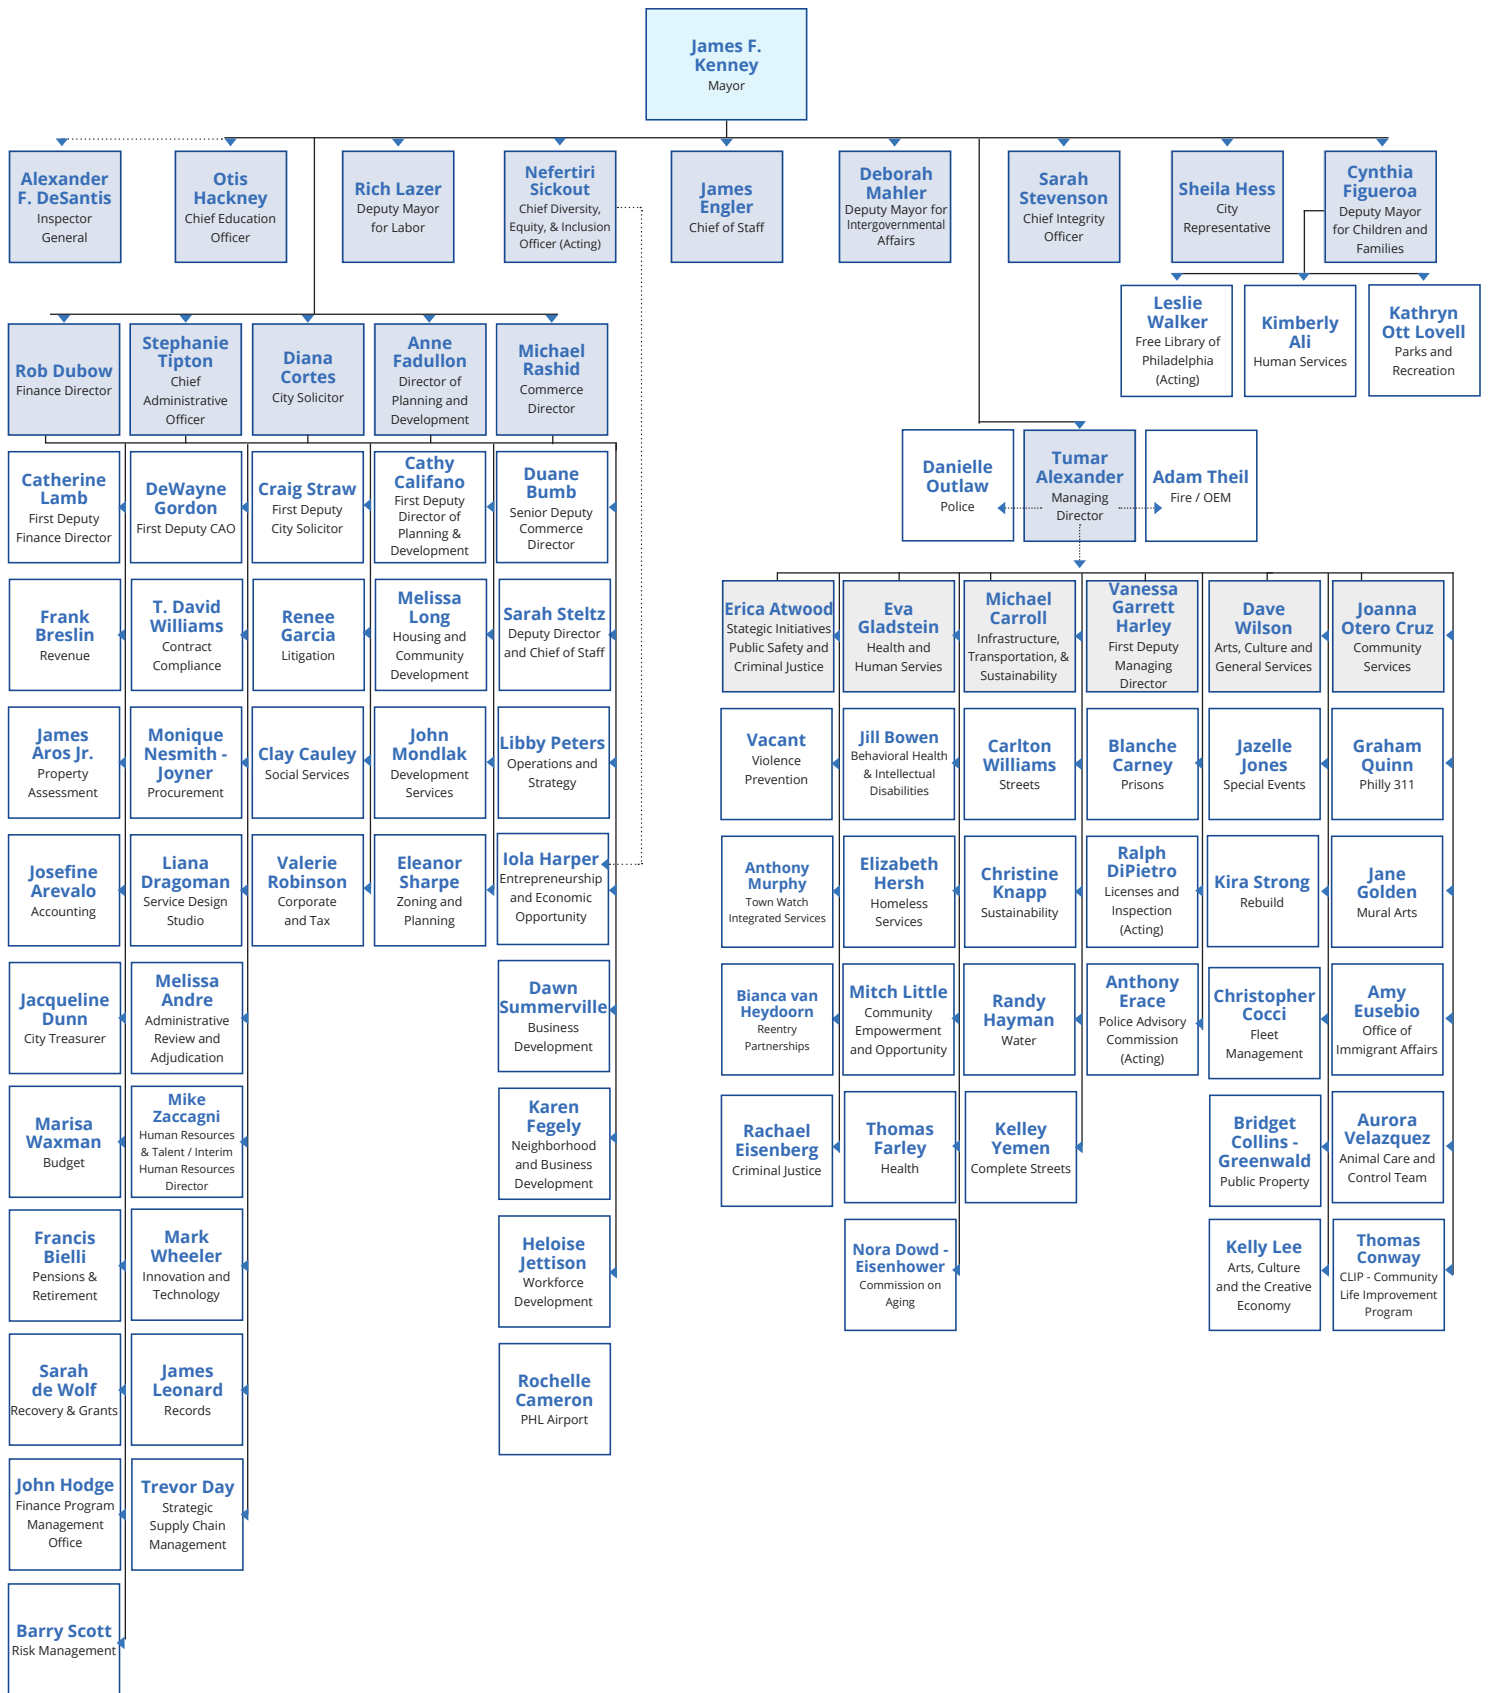 James F.
Kenney
Mayor
Alexander
F. DeSantis
Inspector
General
Otis
Hackney
Chief Education
Officer
Rich Lazer
Deputy Mayor
for Labor
Nefertiri
Sickout
Chief Diversity,
Equity, & Inclusion
Officer (Acting)
James
Engler
Chief of Staff
Deborah
Mahler
Deputy Mayor for
Intergovernmental
Affairs
Sarah
Stevenson
Chief Integrity
Officer
Sheila Hess
City
Representative
Cynthia
Figueroa
Deputy Mayor
for Children and
Families
Leslie
Walker
Free Library of
Philadelphia
(Acting)
Kimberly
Ali
Human Services
Kathryn
Ott Lovell
Parks and
Recreation
Rob Dubow
Finance Director
Stephanie
Tipton
Chief
Administrative
Officer
Diana
Cortes
City Solicitor
Anne
Fadullon
Director of
Planning and
Development
Michael
Rashid
Commerce
Director
Danielle
Outlaw
Police
Tumar
Alexander
Managing
Director
Adam Theil
Fire / OEM
Catherine
Lamb
First Deputy
Finance Director
DeWayne
Gordon
First Deputy CAO
Craig Straw
First Deputy
City Solicitor
Cathy
Califano
First Deputy
Director of
Planning &
Development
Duane
Bumb
Senior Deputy
Commerce
Director
Frank
Breslin
Revenue
T. David
Williams
Contract
Compliance
Renee
Garcia
Litigation
Melissa
Long
Housing and
Community
Development
Sarah Steltz
Deputy Director
and Chief of Staff
Erica Atwood
Stategic Initiatives
Public Safety and
Criminal Justice
Eva
Gladstein
Health and
Human Servies
Michael
Carroll
Infrastructure,
Transportation, &
Sustainability
Vanessa
Garrett
Harley
First Deputy
Managing
Director
Dave
Wilson
Arts, Culture and
General Services
Joanna
Otero Cruz
Community
Services
James
Aros Jr.
Property
Assessment
Monique
Nesmith -
Joyner
Procurement
Clay Cauley
Social Services
John
Mondlak
Development
Services
Libby Peters
Operations and
Strategy
Vacant
Violence
Prevention
Jill Bowen
Behavioral Health
& Intellectual
Disabilities
Carlton
Williams
Streets
Blanche
Carney
Prisons
Jazelle
Jones
Special Events
Graham
Quinn
Philly 311
Josefine
Arevalo
Accounting
Liana
Dragoman
Service Design
Studio
Valerie
Robinson
Corporate
and Tax
Eleanor
Sharpe
Zoning and
Planning
Iola Harper
Entrepreneurship
and Economic
Opportunity
Anthony
Murphy
Town Watch
Integrated Services
Elizabeth
Hersh
Homeless
Services
Christine
Knapp
Sustainability
Ralph
DiPietro
Licenses and
Inspection
(Acting)
Kira Strong
Rebuild
Jane
Golden
Mural Arts
Jacqueline
Dunn
City Treasurer
Melissa
Andre
Administrative
Review and
Adjudication
Dawn
Summerville
Business
Development
Bianca van
Heydoorn
Reentry
Partnerships
Mitch Little
Community
Empowerment
and Opportunity
Randy
Hayman
Water
Anthony
Erace
Police Advisory
Commission
(Acting)
Christopher
Cocci
Fleet
Management
Amy
Eusebio
Office of
Immigrant Affairs
Marisa
Waxman
Budget
Mike
Zaccagni
Human Resources
& Talent / Interim
Human Resources
Director
Karen
Fegely
Neighborhood
and Business
Development
Rachael
Eisenberg
Criminal Justice
Thomas
Farley
Health
Kelley
Yemen
Complete Streets
Bridget
Collins -
Greenwald
Public Property
Aurora
Velazquez
Animal Care and
Control Team
Francis
Bielli
Pensions &
Retirement
Mark
Wheeler
Innovation and
Technology
Heloise
Jettison
Workforce
Development
Nora Dowd -
Eisenhower
Commission on
Aging
Kelly Lee
Arts, Culture
and the Creative
Economy
Thomas
Conway
CLIP - Community
Life Improvement
Program
Sarah
de Wolf
Recovery & Grants
James
Leonard
Records
Rochelle
Cameron
PHL Airport
John Hodge
Finance Program
Management
Office
Trevor Day
Strategic
Supply Chain
Management
Barry Scott
Risk Management